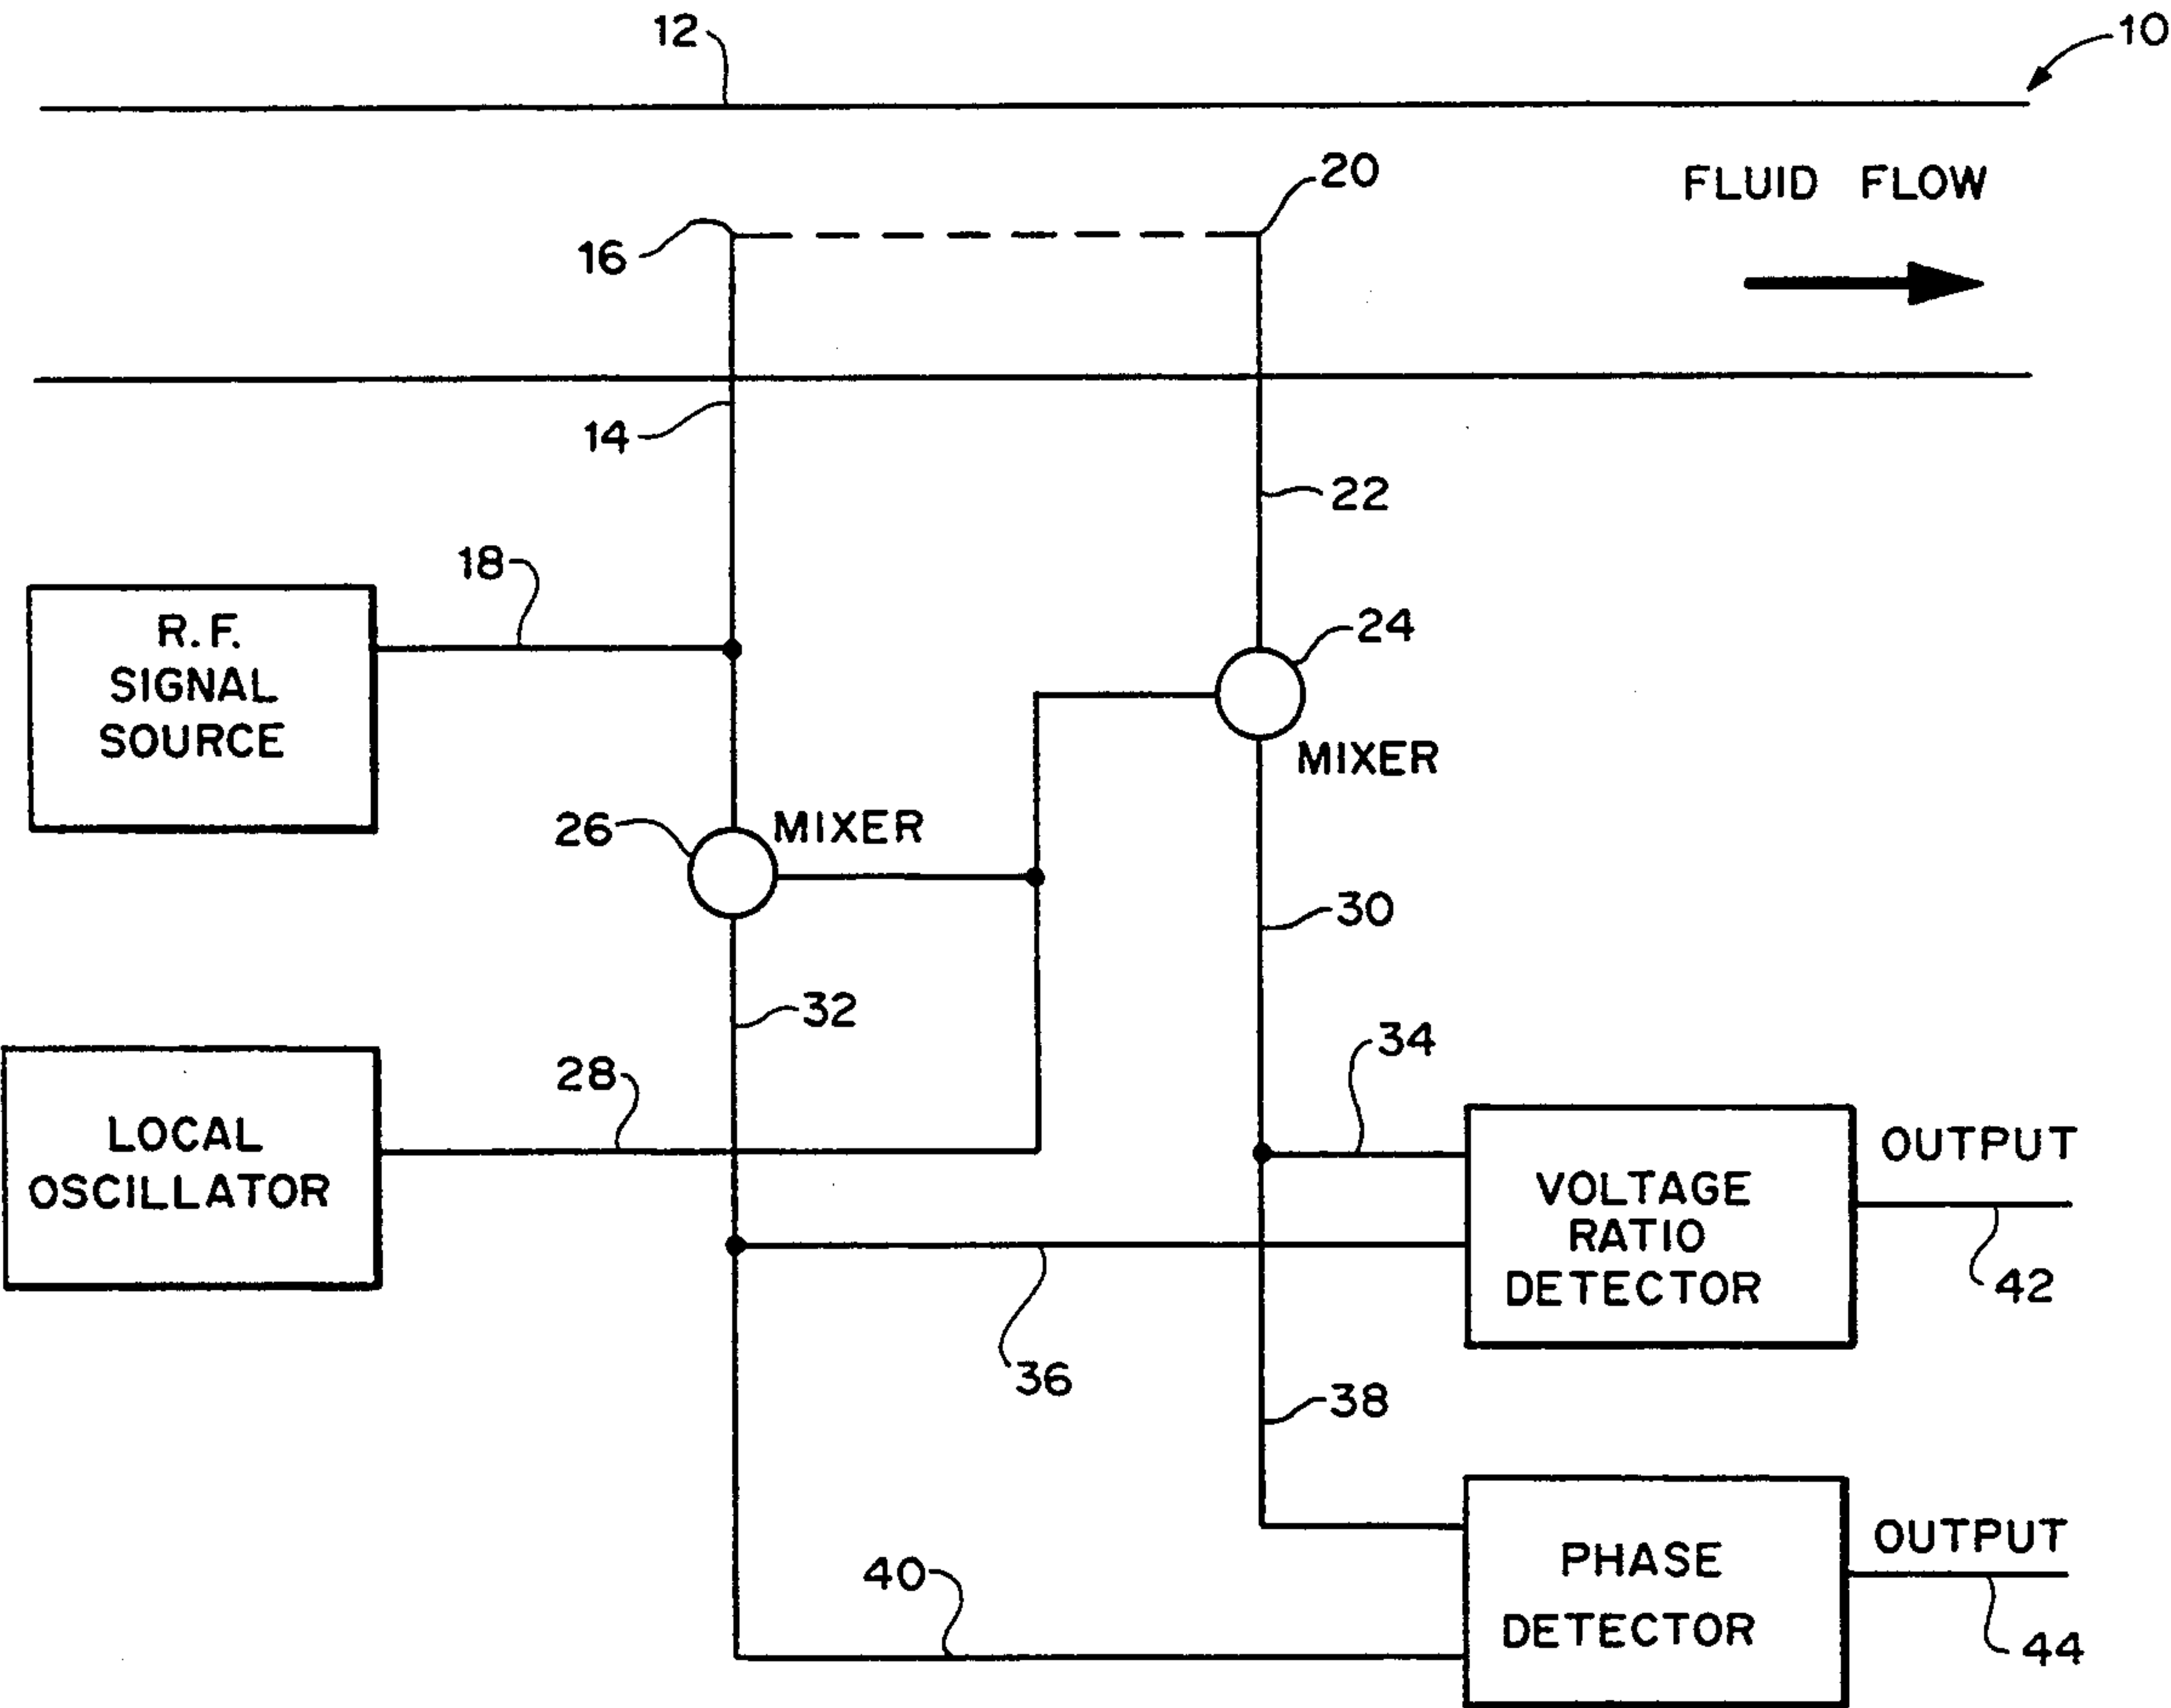 12
10
20
FLUID FLOW
16
14
22
18
24
R.F.
SIGNAL
SOURCE
MIXER
26
MIXER
30
32
34
28
LOCAL
OSCILLATOR
OUTPUT
VOLTAGE
RATIO
DETECTOR
42
36
38
OUTPUT
PHASE
DETECTOR
40
44